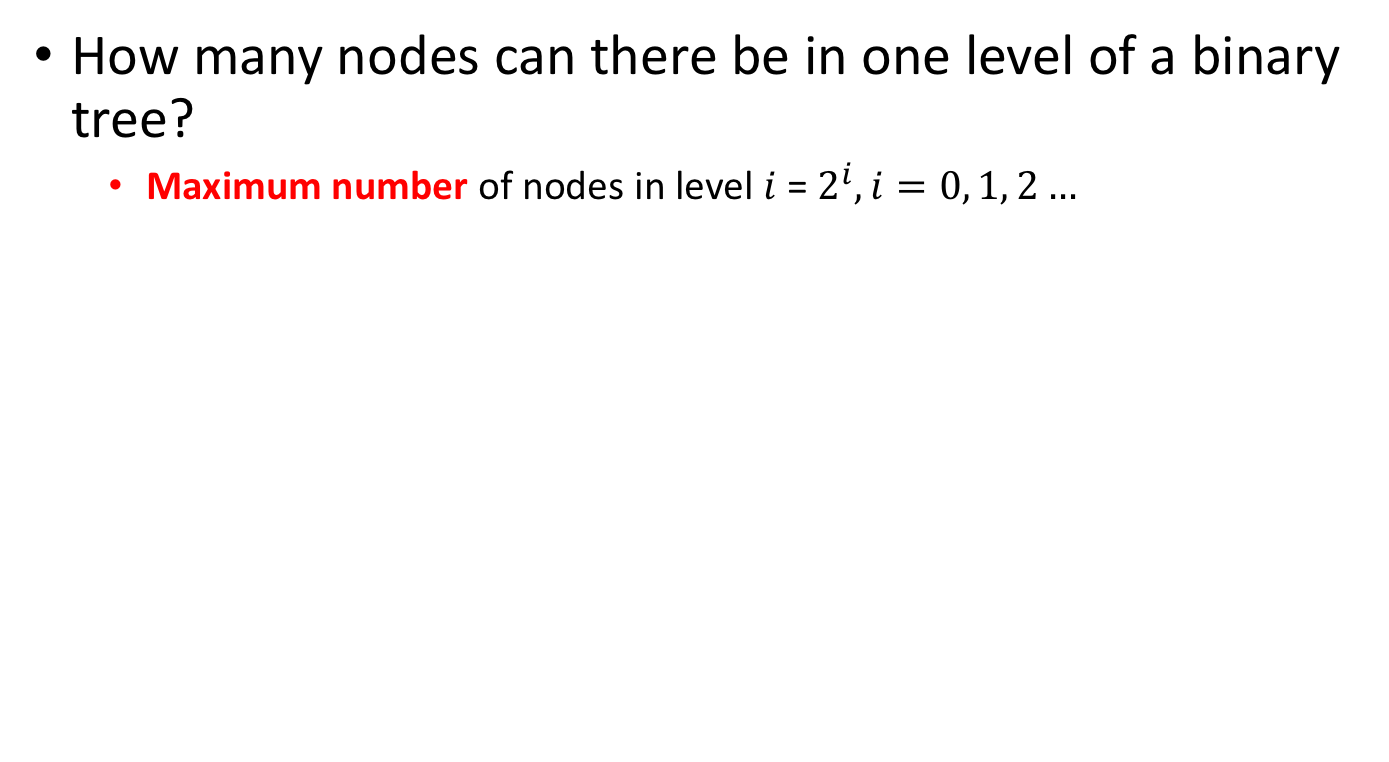 • How many nodes can there be in one level of a binary
tree?
• Maximum number of nodes in level 𝑖 = 2^𝑖, 𝑖 = 0, 1, 2 …